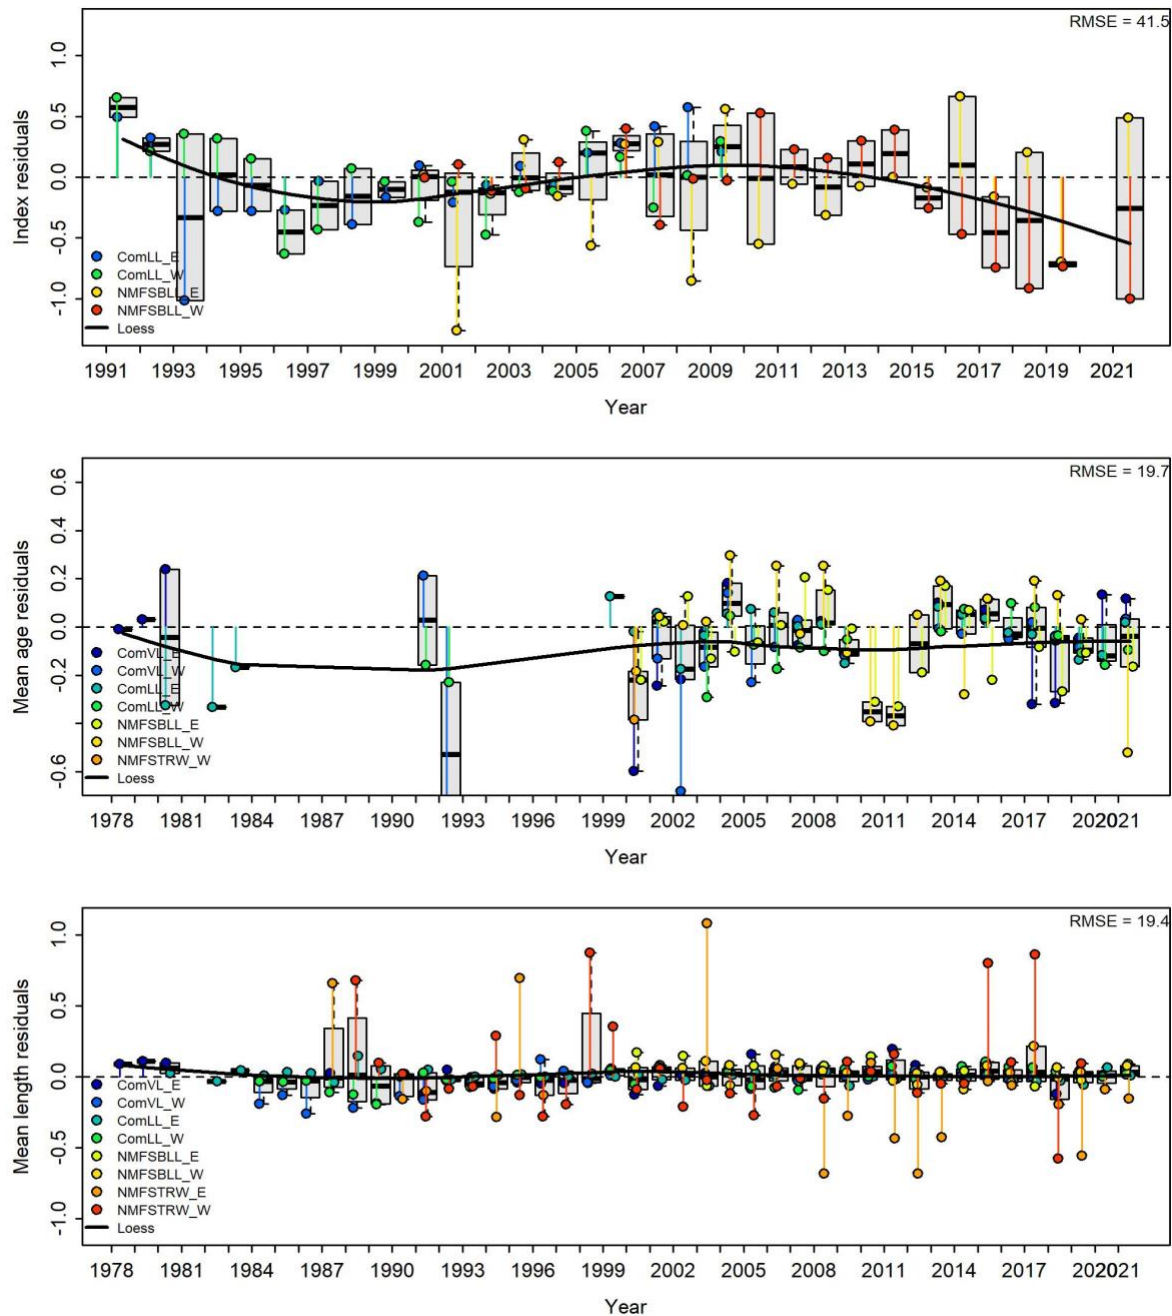 RMSE = 41.5
1.0
0.5
0.0
-0.5
-1.0
Index residuals
ComLL_E
ComLL_W
NMFSBLL_E
NMFSBLL_W
Loess
1991 1993 1995 1997 1999 2001 2003 2005 2007 2009 2011 2013 2015 2017 2019 2021
Year
RMSE = 19.7
0.6
0.4
0.2
0.0
-0.2
-0.6
Mean age residuals
ComVL_E
ComVL_W
ComLL_E
ComLL_W
NMFSBLL_E
NMFSBLL_W
NMFSTRW_W
Loess
1978 1981 1984 1987 1990 1993 1996 1999 2002 2005 2008 2011 2014 2017 20202021
Year
RMSE = 19.4
1.0
0.5
0.0
-0.5
-1.0
Mean length residuals
ComVL_E
ComVL_W
ComLL_E
ComLL_W
NMFSBLL_E
NMFSBLL_W
NMFSTRW_E
NMFSTRW_W
Loess
1978 1981 1984 1987 1990 1993 1996 1999 2002 2005 2008 2011 2014 2017 20202021
Year